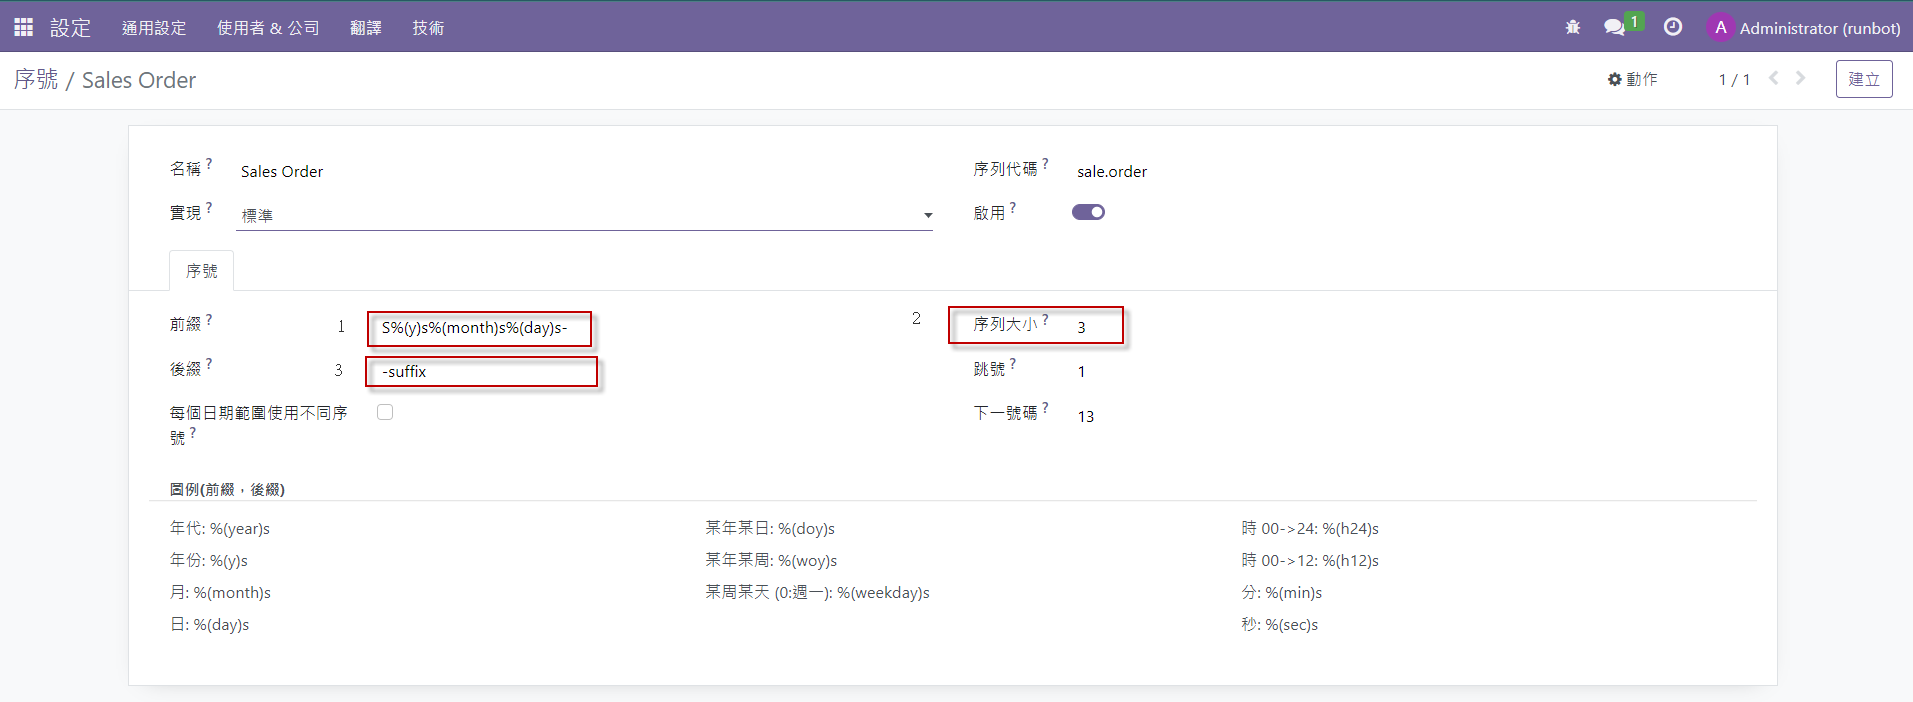 設定 通用設定 使用者 & 公司 翻譯 技術 1 A Administrator (runbot)
序號 / Sales Order 動作 1 / 1 建立
名稱? Sales Order 序列代碼? sale.order
實現? 標準 啟用?
序號
前綴? 1 S%(y)s%(month)s%(day)s- 2 序列大小? 3
後綴? 3 -suffix 跳號? 1
每個日期範圍使用不同序 下一號碼? 13
號?
圖例(前綴，後綴)
年代: %(year)s 某年某日: %(doy)s 時 00->24: %(h24)s
年份: %(y)s 某年某周: %(woy)s 時 00->12: %(h12)s
月: %(month)s 某周某天 (0:週一): %(weekday)s 分: %(min)s
日: %(day)s 秒: %(sec)s